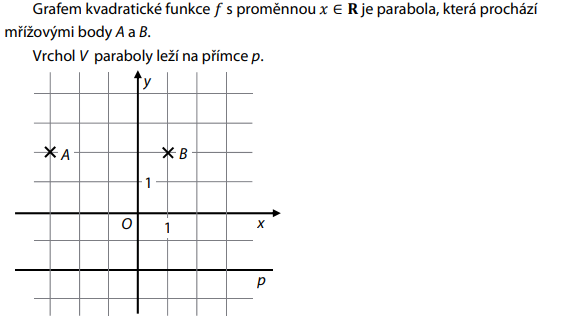 Grafem kvadratické funkce f s proměnnou x ∈ R je parabola, která prochází
mřížovými body A a B.
Vrchol V paraboly leží na přímce p.
y
A
B
1
O
1
x
p